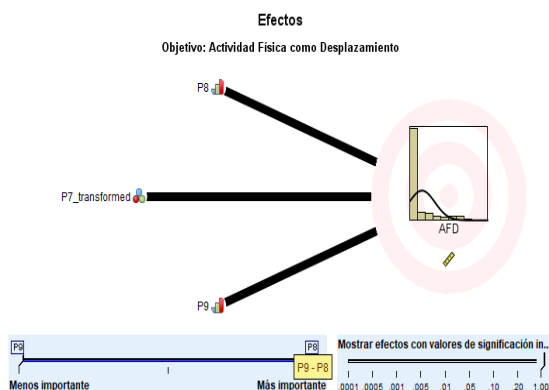 Efectos
Objetivo: Actividad Física como Desplazamiento
P8
P7_transformed
AFD
P9
P9 P8
P9 - P8
Menos importante Más importante
Mostrar efectos con valores de significación in...
.0001 .0005 .001 .005 .01 .05 .10 .20 1.00